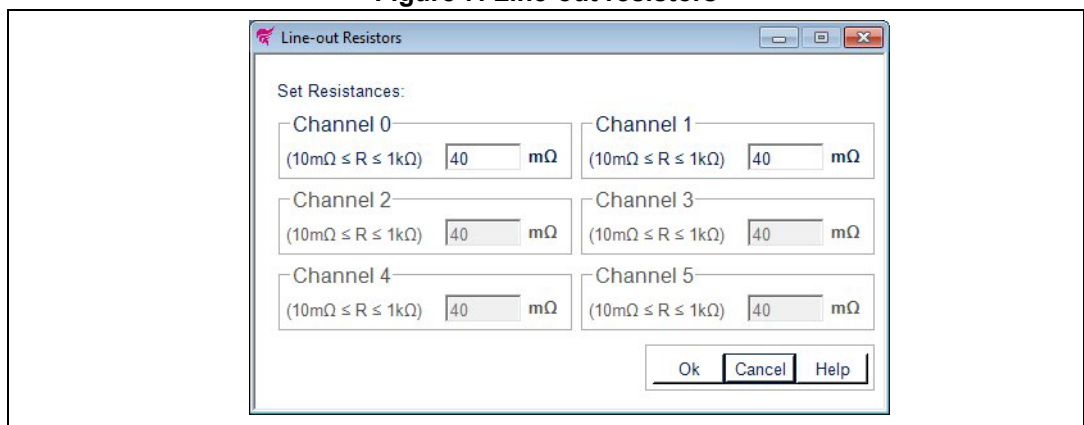 Figure 7. Line-out resistors
Line-out Resistors
Set Resistances:
Channel 0
(10mΩ ≤ R ≤ 1kΩ) 40 mΩ
Channel 1
(10mΩ ≤ R ≤ 1kΩ) 40 mΩ
Channel 2
(10mΩ ≤ R ≤ 1kΩ) 40 mΩ
Channel 3
(10mΩ ≤ R ≤ 1kΩ) 40 mΩ
Channel 4
(10mΩ ≤ R ≤ 1kΩ) 40 mΩ
Channel 5
(10mΩ ≤ R ≤ 1kΩ) 40 mΩ
Ok Cancel Help